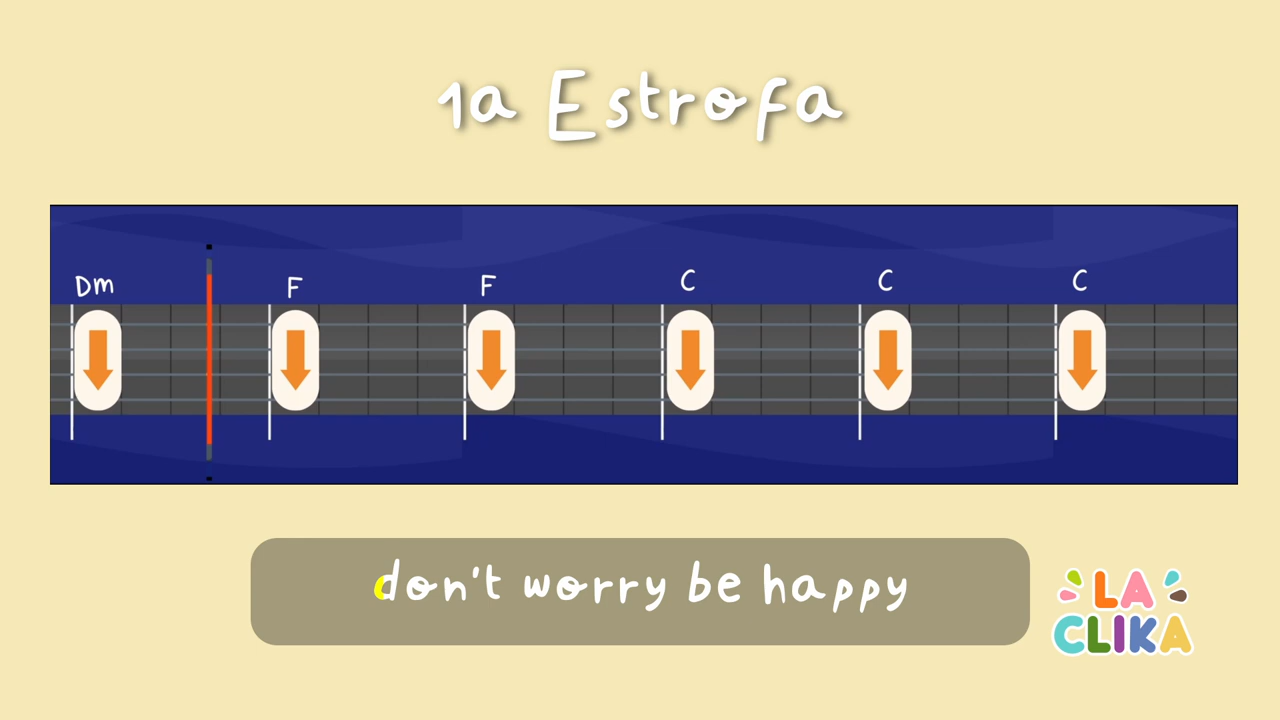 1a Estrofa
Dm F F C C C
don't worry be happy
LA
CLIKA